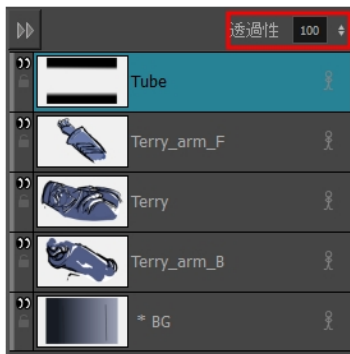 透過性 100
Tube
Terry_arm_F
Terry
Terry_arm_B
* BG